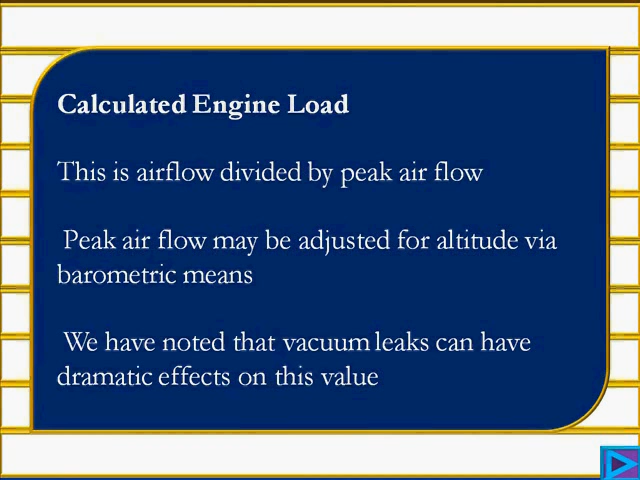 Calculated Engine Load
This is airflow divided by peak air flow
Peak air flow may be adjusted for altitude via
barometric means
We have noted that vacuum leaks can have
dramatic effects on this value